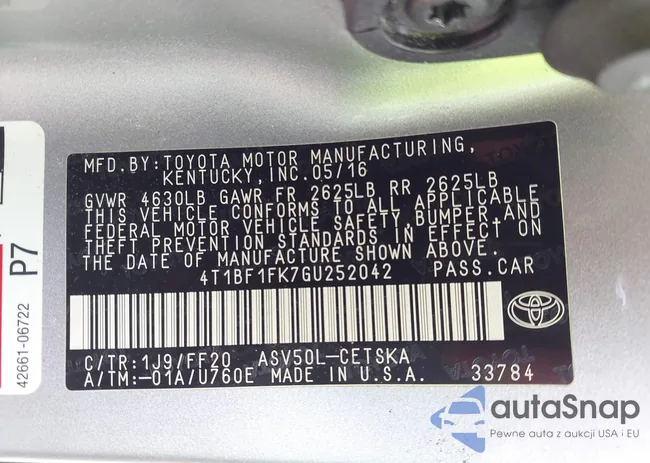 MFD.BY: TOYOTA MOTOR MANUFACTURING,
KENTUCKY, INC. 05/16
GVWR 4630LB GAWR FR 2625LB RR 2625LB
THIS VEHICLE CONFORMS TO ALL APPLICABLE
FEDERAL MOTOR VEHICLE SAFETY, BUMPER, AND
THEFT PREVENTION STANDARDS IN EFFECT ON
THE DATE OF MANUFACTURE SHOWN ABOVE.
4T1BF1FK7GU252042 PASS.CAR
C/TR:1J9/FF20 ASV50L-CETSKA
A/TM:-01A/U760E MADE IN U.S.A. 33784
TOYOTA
P7
42661-06722
autaSnap
Pewne auta z aukcji USA i EU